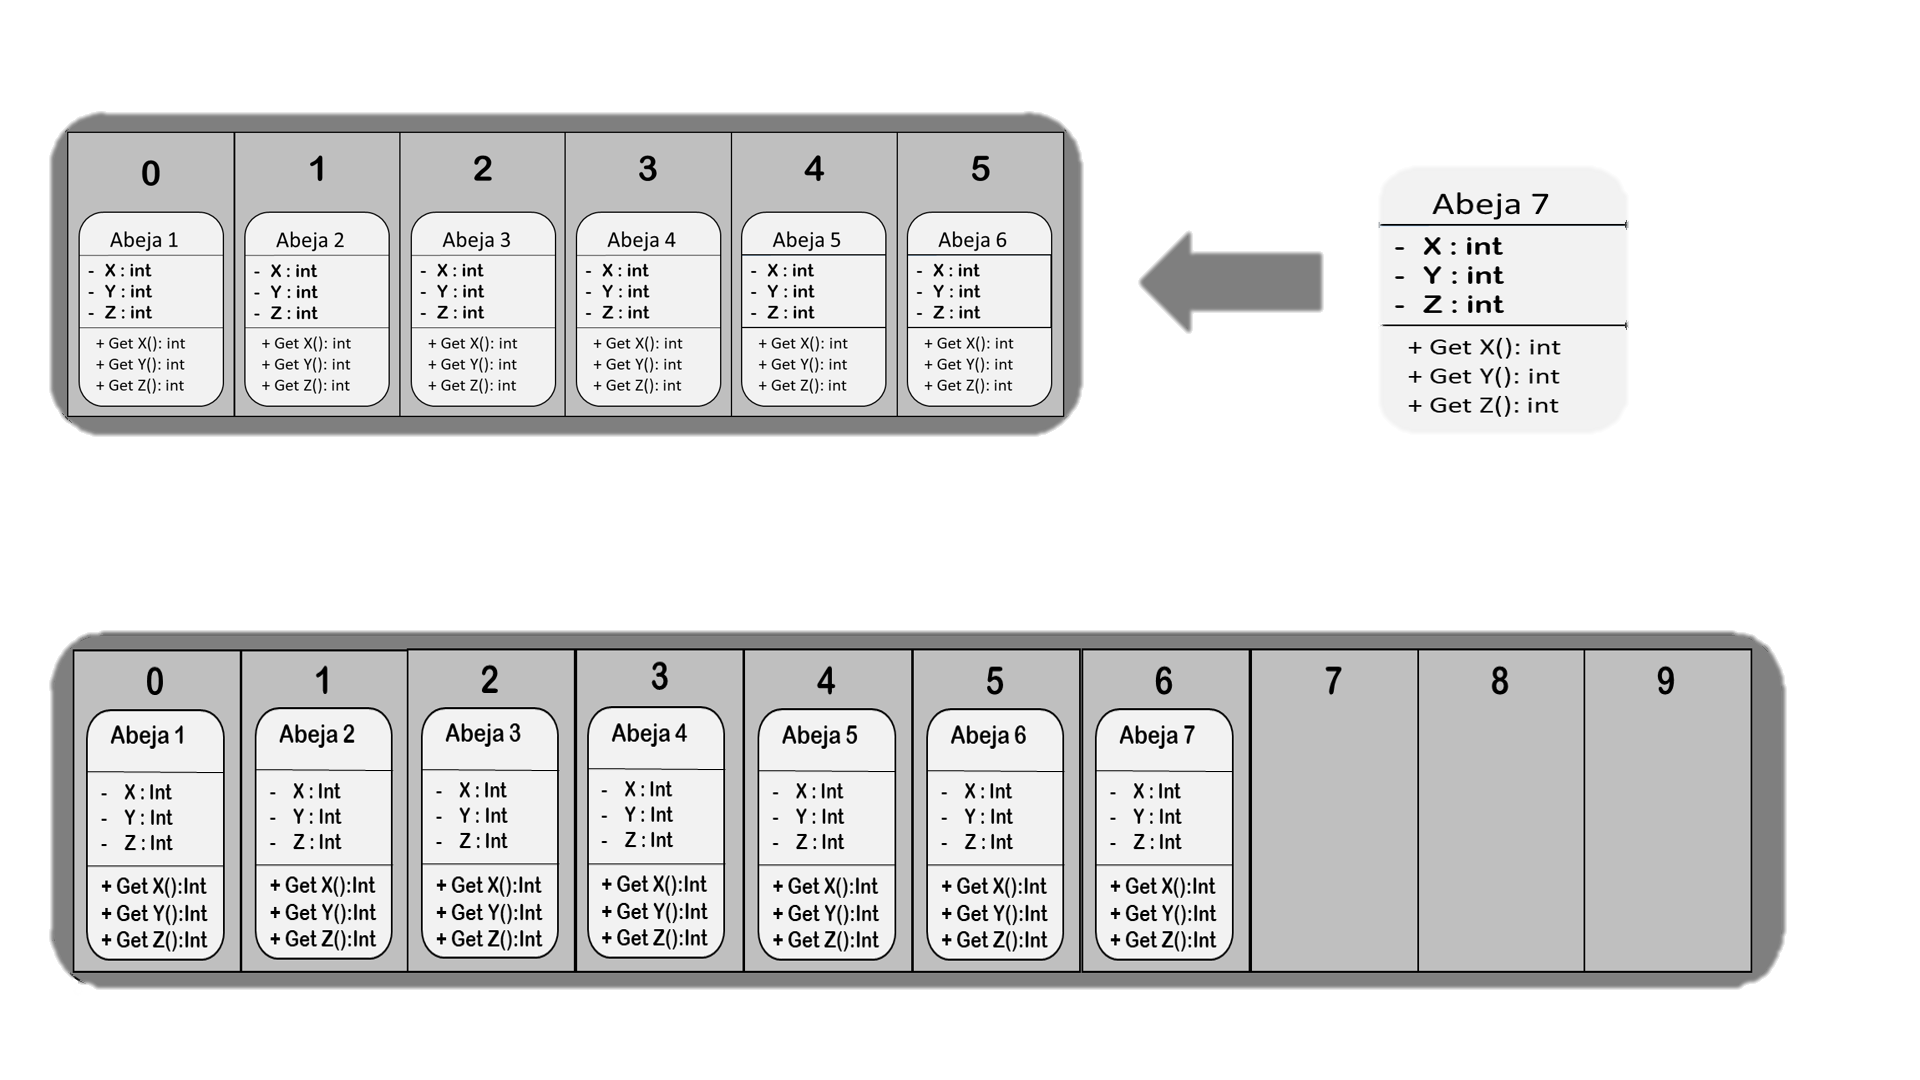 0
1
2
3
4
5
Abeja 1
- X : int
- Y : int
- Z : int
+ Get X(): int
+ Get Y(): int
+ Get Z(): int
Abeja 2
- X : int
- Y : int
- Z : int
+ Get X(): int
+ Get Y(): int
+ Get Z(): int
Abeja 3
- X : int
- Y : int
- Z : int
+ Get X(): int
+ Get Y(): int
+ Get Z(): int
Abeja 4
- X : int
- Y : int
- Z : int
+ Get X(): int
+ Get Y(): int
+ Get Z(): int
Abeja 5
- X : int
- Y : int
- Z : int
+ Get X(): int
+ Get Y(): int
+ Get Z(): int
Abeja 6
- X : int
- Y : int
- Z : int
+ Get X(): int
+ Get Y(): int
+ Get Z(): int
Abeja 7
- X : int
- Y : int
- Z : int
+ Get X(): int
+ Get Y(): int
+ Get Z(): int
0
1
2
3
4
5
6
7
8
9
Abeja 1
- X : Int
- Y : Int
- Z : Int
+ Get X():Int
+ Get Y():Int
+ Get Z():Int
Abeja 2
- X : Int
- Y : Int
- Z : Int
+ Get X():Int
+ Get Y():Int
+ Get Z():Int
Abeja 3
- X : Int
- Y : Int
- Z : Int
+ Get X():Int
+ Get Y():Int
+ Get Z():Int
Abeja 4
- X : Int
- Y : Int
- Z : Int
+ Get X():Int
+ Get Y():Int
+ Get Z():Int
Abeja 5
- X : Int
- Y : Int
- Z : Int
+ Get X():Int
+ Get Y():Int
+ Get Z():Int
Abeja 6
- X : Int
- Y : Int
- Z : Int
+ Get X():Int
+ Get Y():Int
+ Get Z():Int
Abeja 7
- X : Int
- Y : Int
- Z : Int
+ Get X():Int
+ Get Y():Int
+ Get Z():Int